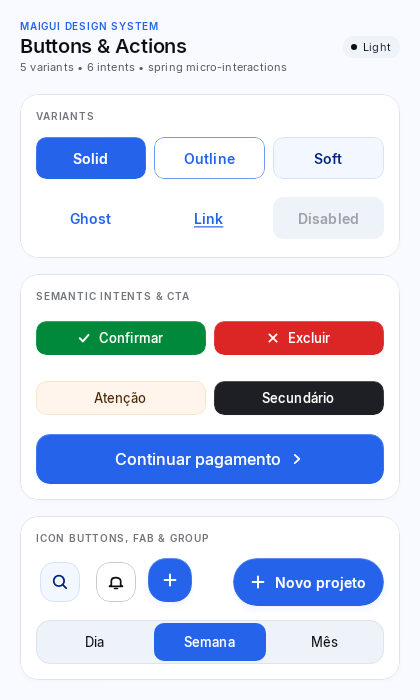 MAIGUI DESIGN SYSTEM
Buttons & Actions
Light
5 variants • 6 intents • spring micro-interactions
VARIANTS
Solid
Outline
Soft
Ghost
Link
Disabled
SEMANTIC INTENTS & CTA
Confirmar
Excluir
Atenção
Secundário
Continuar pagamento
ICON BUTTONS, FAB & GROUP
Novo projeto
Dia
Semana
Mês